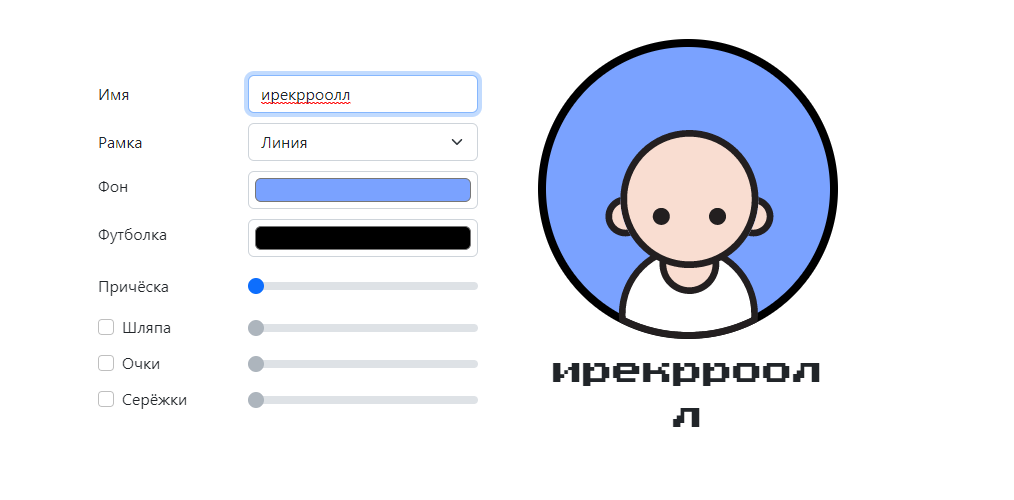 Имя
ирекрроолл
Рамка
Линия
Фон
Футболка
Причёска
Шляпа
Очки
Серёжки
ирекрроол
л